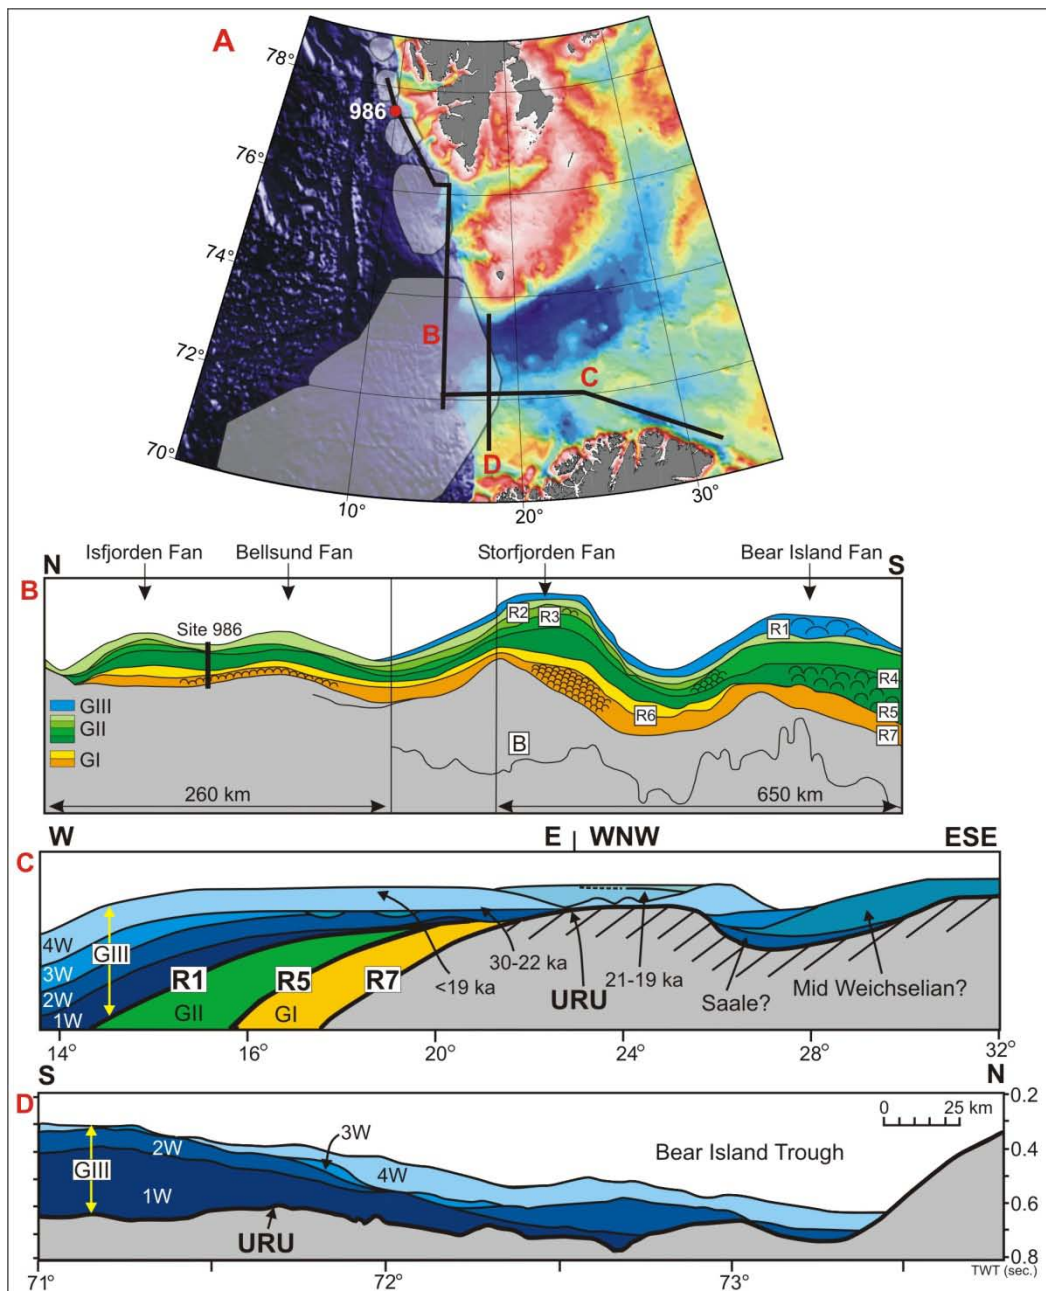 A
78°
986
76°
74°
B
72°
C
70°
D
30°
10°
20°
Isfjorden Fan
Bellsund Fan
Storfjorden Fan
Bear Island Fan
N
S
B
R2
R3
R1
Site 986
R4
GIII
R5
GII
R6
R7
B
GI
260 km
650 km
W
E
WNW
ESE
C
4W
GIII
3W
R1
R5
R7
<19 ka
30-22 ka
21-19 ka
URU
Saale?
Mid Weichselian?
2W
GII
GI
1W
14°
16°
20°
24°
28°
32°
S
N
D
0.2
0 25 km
3W
2W
0.4
GIII
4W
Bear Island Trough
1W
0.6
URU
0.8
TWT (sec.)
71°
72°
73°